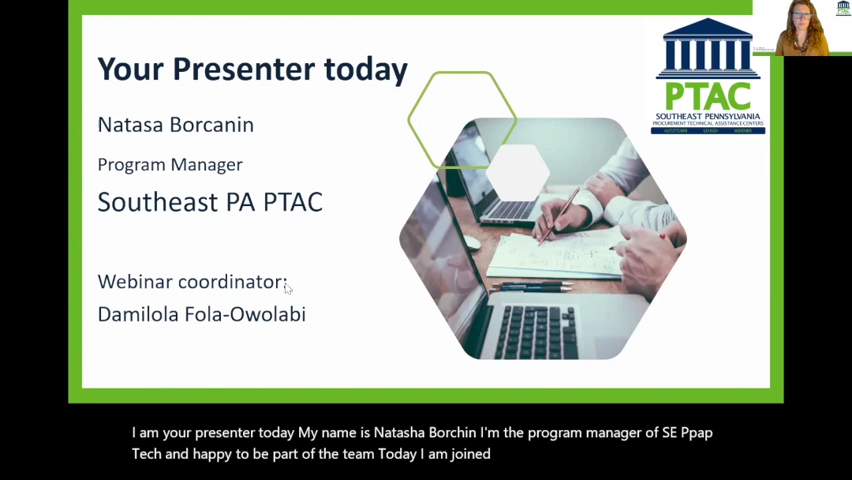 Your Presenter today
Natasa Borcanin
Program Manager
Southeast PA PTAC
Webinar coordinator:
Damilola Fola-Owolabi
PTAC
SOUTHEAST PENNSYLVANIA
PROCUREMENT TECHNICAL ASSISTANCE CENTERS
I am your presenter today My name is Natasha Borchin I'm the program manager of SE Ppap
Tech and happy to be part of the team Today I am joined